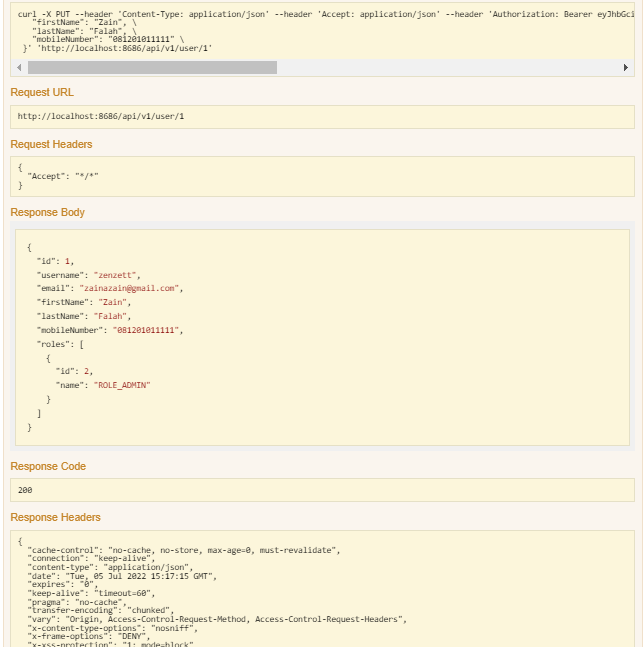 curl -X PUT --header 'Content-Type: application/json' --header 'Accept: application/json' --header 'Authorization: Bearer eyJhbGci
"firstName": "Zain", \
"lastName": "Falah", \
"mobileNumber": "081201011111" \
}' 'http://localhost:8686/api/v1/user/1'
Request URL
http://localhost:8686/api/v1/user/1
Request Headers
{
"Accept": "*/*"
}
Response Body
{
"id": 1,
"username": "zenzett",
"email": "zainazain@gmail.com",
"firstName": "Zain",
"lastName": "Falah",
"mobileNumber": "081201011111",
"roles": [
{
"id": 2,
"name": "ROLE_ADMIN"
}
]
}
Response Code
200
Response Headers
{
"cache-control": "no-cache, no-store, max-age=0, must-revalidate",
"connection": "keep-alive",
"content-type": "application/json",
"date": "Tue, 05 Jul 2022 15:17:15 GMT",
"expires": "0",
"keep-alive": "timeout=60",
"pragma": "no-cache",
"transfer-encoding": "chunked",
"vary": "Origin, Access-Control-Request-Method, Access-Control-Request-Headers",
"x-content-type-options": "nosniff",
"x-frame-options": "DENY",
"x-xss-protection": "1; mode=block"